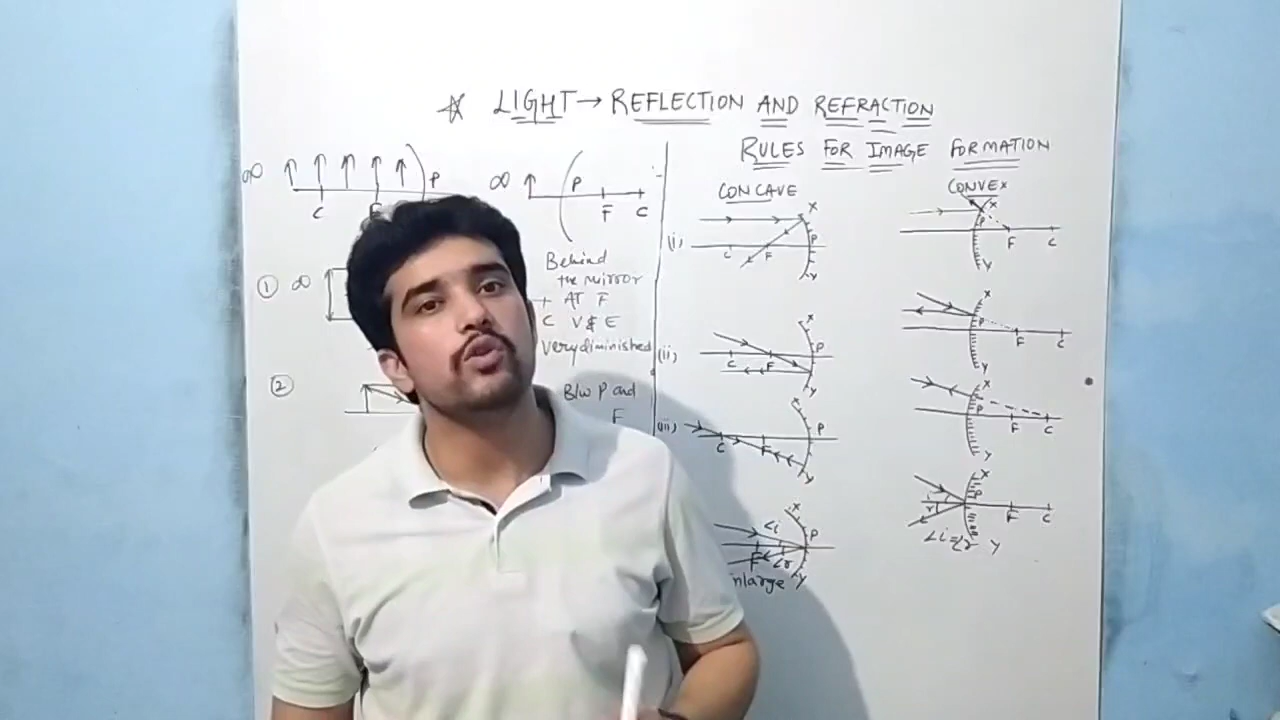 ☆ LIGHT → REFLECTION AND REFRACTION
RULES FOR IMAGE FORMATION
CONCAVE
CONVEX
∞ P
C F
∞ P
F C
① ∞
Behind
the mirror
+ AT F
C V & E
very diminished
②
B/w P and
F
(i) C F P X Y
X P F C Y
(ii) C F P X Y
X P F C Y
(iii) C F P X Y
X P F C Y
X P ∠i F ∠r Y
nlarge
X P i r F C Y
∠i=∠r